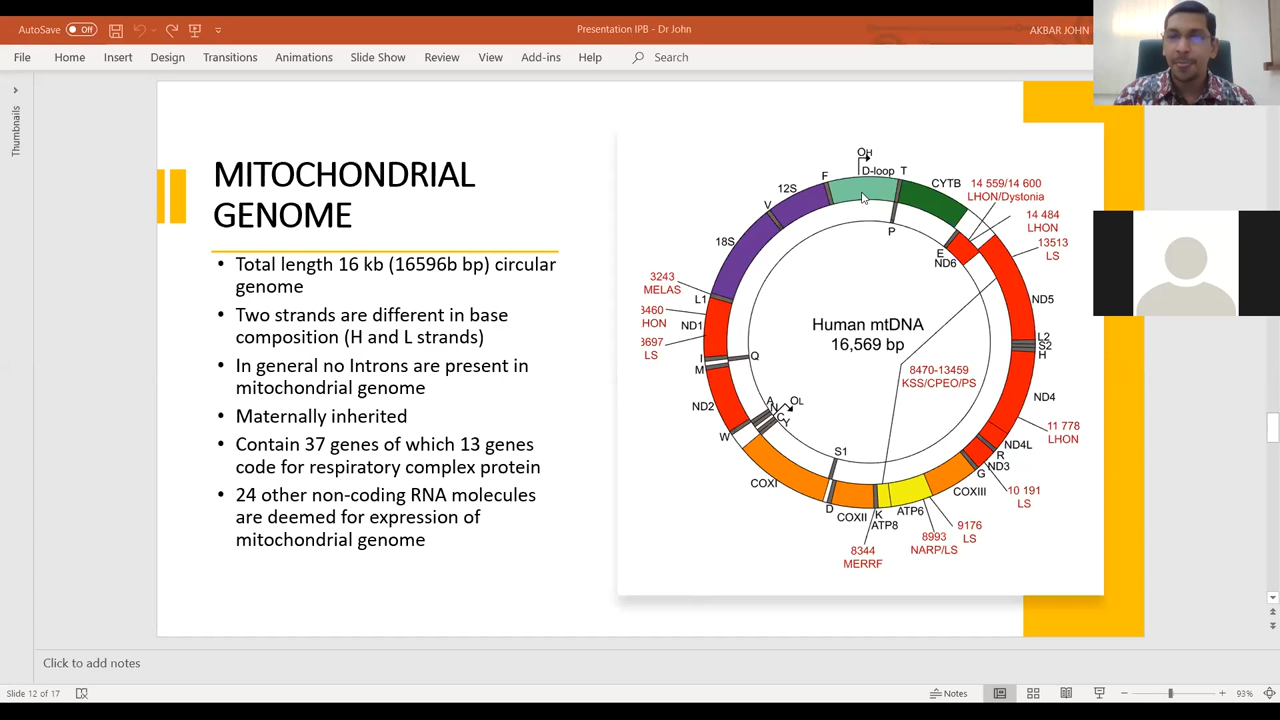 AutoSave Off
Presentation IPB - Dr John
AKBAR JOHN
File Home Insert Design Transitions Animations Slide Show Review View Add-ins Help Search
Thumbnails
MITOCHONDRIAL
GENOME
• Total length 16 kb (16596b bp) circular
genome
• Two strands are different in base
composition (H and L strands)
• In general no Introns are present in
mitochondrial genome
• Maternally inherited
• Contain 37 genes of which 13 genes
code for respiratory complex protein
• 24 other non-coding RNA molecules
are deemed for expression of
mitochondrial genome
OH
D-loop
T
CYTB
14 559/14 600
LHON/Dystonia
14 484
LHON
13513
LS
P
E
ND6
ND5
L2
S2
H
ND4
11 778
LHON
ND4L
R
ND3
G
10 191
LS
COXIII
9176
LS
ATP6
8993
NARP/LS
K
ATP8
8344
MERRF
COXII
D
S1
COXI
W
A
N
C
Y
OL
ND2
M
I
Q
ND1
3697
LS
3460
LHON
L1
3243
MELAS
18S
V
12S
F
Human mtDNA
16,569 bp
8470-13459
KSS/CPEO/PS
Click to add notes
Slide 12 of 17
Notes
93%